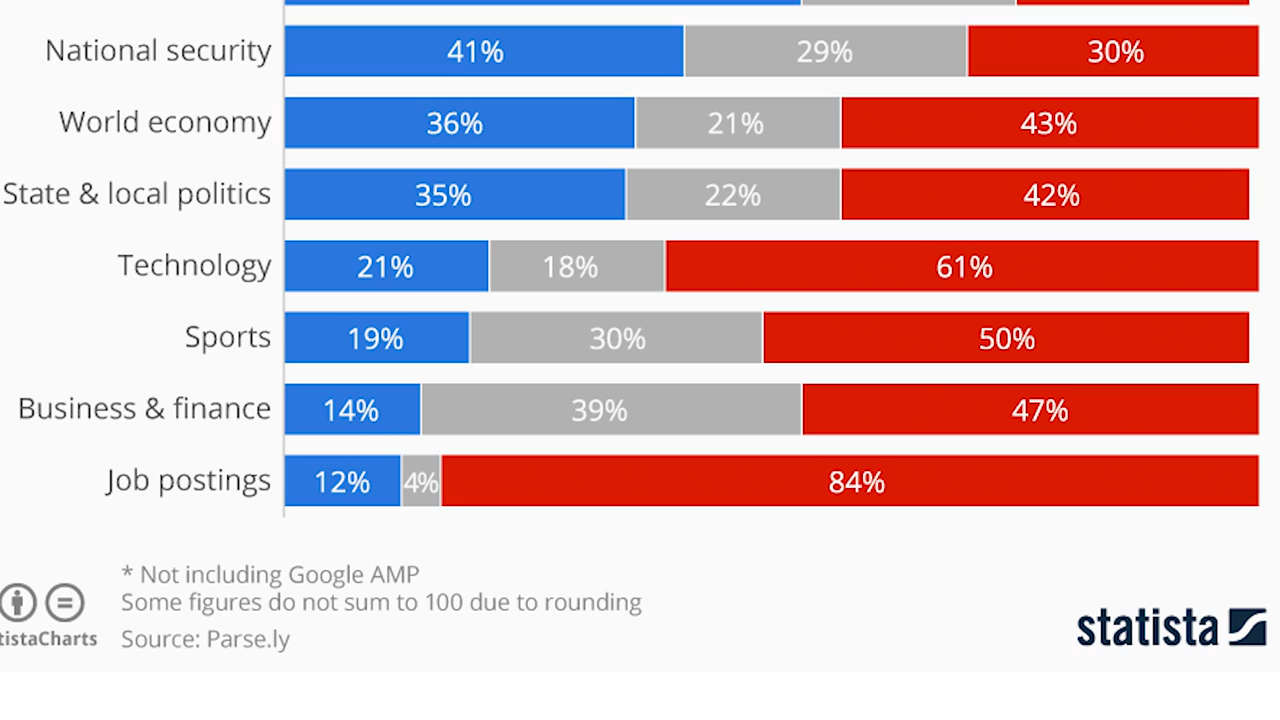 National security 41% 29% 30%
World economy 36% 21% 43%
State & local politics 35% 22% 42%
Technology 21% 18% 61%
Sports 19% 30% 50%
Business & finance 14% 39% 47%
Job postings 12% 4% 84%
* Not including Google AMP
Some figures do not sum to 100 due to rounding
tistaCharts Source: Parse.ly
statista